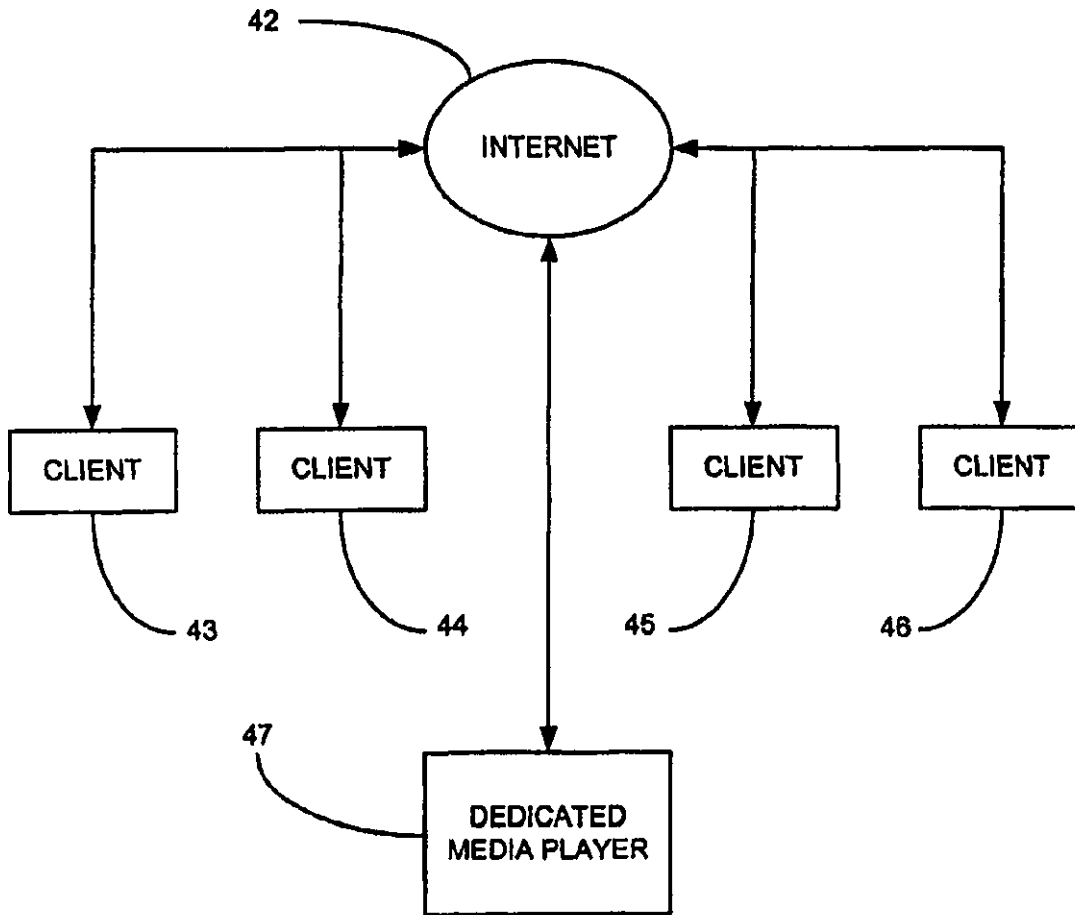 42
INTERNET
CLIENT
CLIENT
CLIENT
CLIENT
43
44
45
46
47
DEDICATED
MEDIA PLAYER